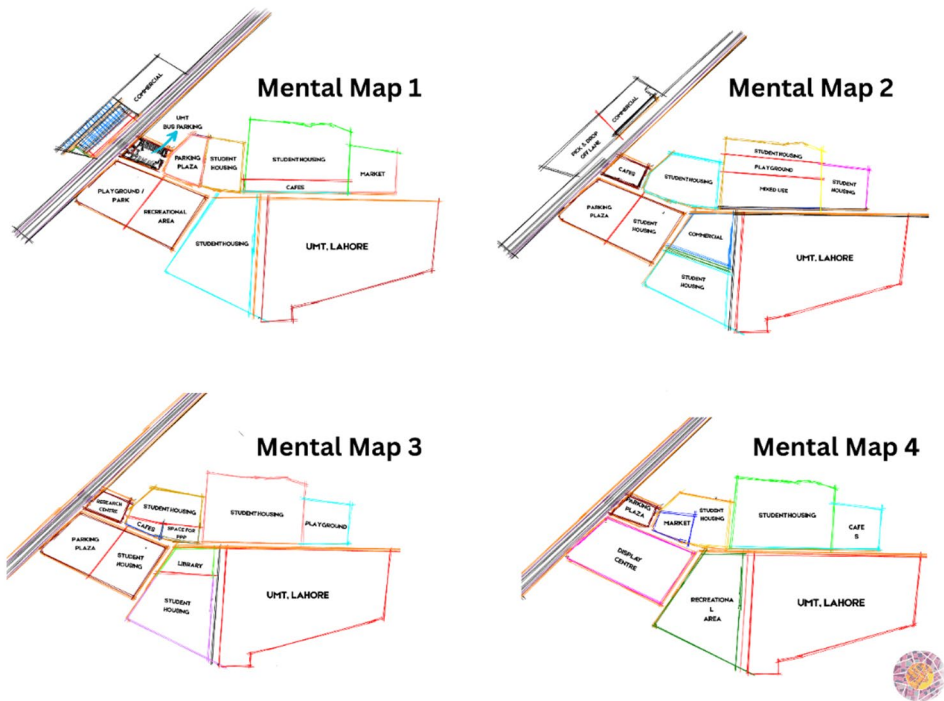 Mental Map 1
COMMERCIAL
UMT
BUS PARKING
PARKING
PLAZA
STUDENT
HOUSING
STUDENT HOUSING
MARKET
CAFES
PLAYGROUND /
PARK
RECREATIONAL
AREA
STUDENT HOUSING
UMT, LAHORE
Mental Map 2
COMMERCIAL
PICK & DROP
OFF LANE
CAFES
STUDENT HOUSING
STUDENT HOUSING
PLAYGROUND
MIXED USE
STUDENT
HOUSING
PARKING
PLAZA
STUDENT
HOUSING
COMMERCIAL
STUDENT
HOUSING
UMT, LAHORE
Mental Map 3
RESEARCH
CENTRE
STUDENT HOUSING
CAFES
SPACE FOR
PPP
STUDENT HOUSING
PLAYGROUND
PARKING
PLAZA
STUDENT
HOUSING
LIBRARY
STUDENT
HOUSING
UMT, LAHORE
Mental Map 4
PARKING
PLAZA
MARKET
STUDENT
HOUSING
STUDENT HOUSING
CAFE
S
DISPLAY
CENTRE
RECREATIONA
L
AREA
UMT, LAHORE